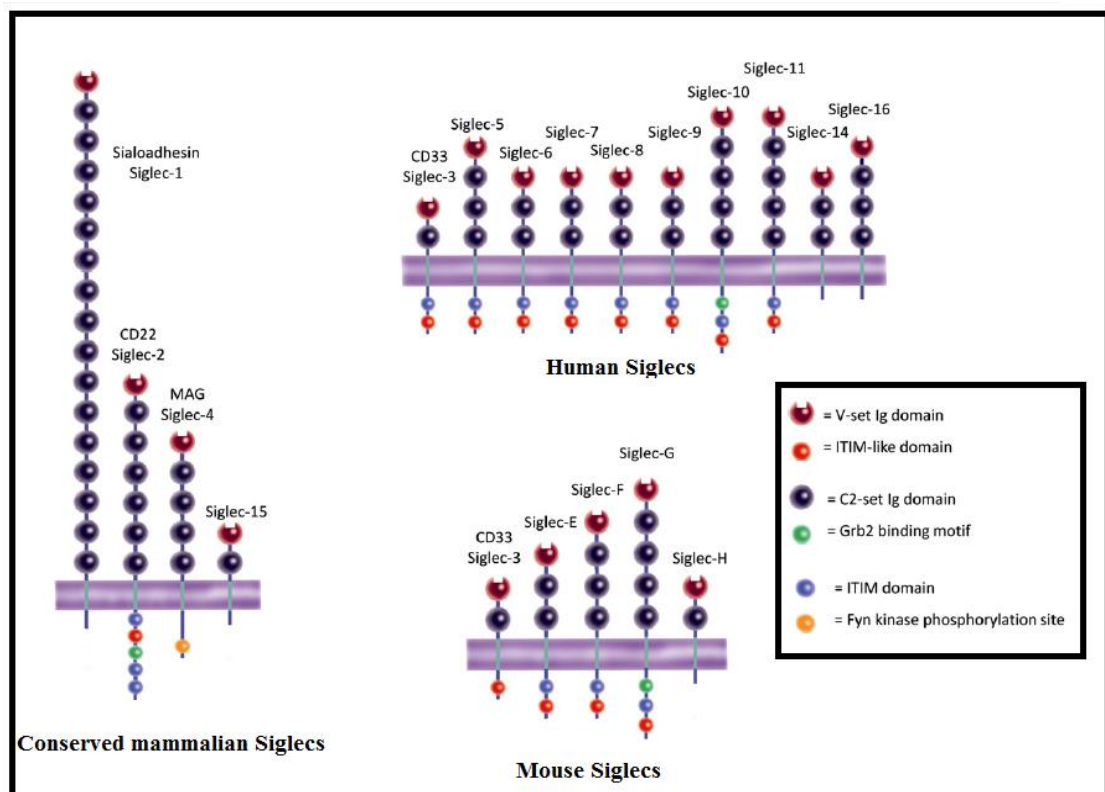 Sialoadhesin
Siglec-1
CD22
Siglec-2
MAG
Siglec-4
Siglec-15
Conserved mammalian Siglecs
CD33
Siglec-3
Siglec-5
Siglec-6
Siglec-7
Siglec-8
Siglec-9
Siglec-10
Siglec-11
Siglec-14
Siglec-16
Human Siglecs
CD33
Siglec-3
Siglec-E
Siglec-F
Siglec-G
Siglec-H
Mouse Siglecs
= V-set Ig domain
= ITIM-like domain
= C2-set Ig domain
= Grb2 binding motif
= ITIM domain
= Fyn kinase phosphorylation site